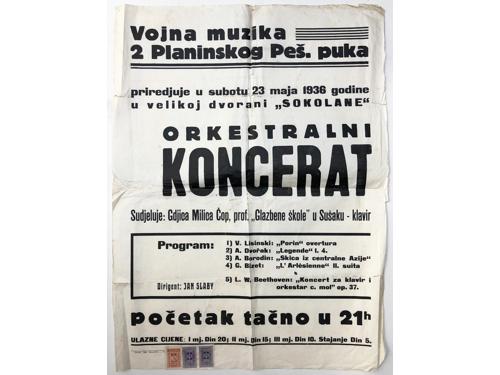 Vojna muzika
2 Planinskog Peš. puka
priredjuje u subotu 23 maja 1936 godine
u velikoj dvorani „SOKOLANE"
ORKESTRALNI
KONCERAT
Sudjeluje: Gdjica Milica Čop, prof. „Glazbene škole" u Sušaku - klavir
Program:
1) V. Lisinski: „Porin" overtura
2) A. Dvořak: „Legende" I. 4.
3) A. Borodin: „Skica iz centralne Azije"
4) G. Bizet: „L' Arlèsienne" II. suita
5) L. W. Beethoven: „Koncert za klavir i
orkestar c. mol" op. 37.
Dirigent: JAN SLABY
početak tačno u 21h
ULAZNE CIJENE: I mj. Din 20; II mj. Din 15; III mj. Din 10. Stajanje Din 5.